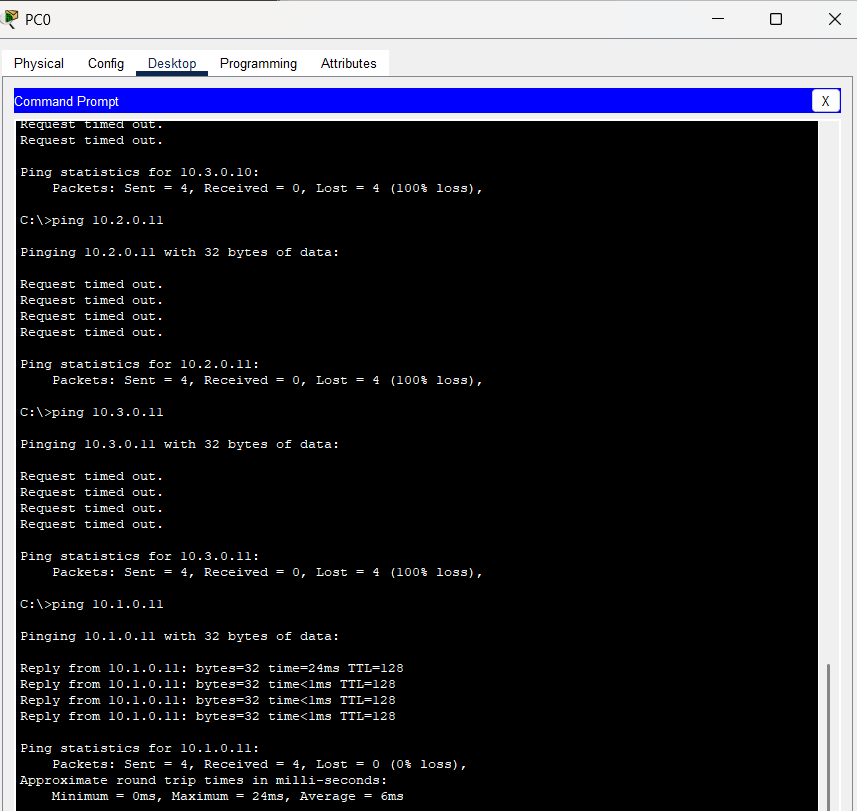 PC0
Physical Config Desktop Programming Attributes
Command Prompt X
Request timed out.
Request timed out.
Ping statistics for 10.3.0.10:
Packets: Sent = 4, Received = 0, Lost = 4 (100% loss),
C:\>ping 10.2.0.11
Pinging 10.2.0.11 with 32 bytes of data:
Request timed out.
Request timed out.
Request timed out.
Request timed out.
Ping statistics for 10.2.0.11:
Packets: Sent = 4, Received = 0, Lost = 4 (100% loss),
C:\>ping 10.3.0.11
Pinging 10.3.0.11 with 32 bytes of data:
Request timed out.
Request timed out.
Request timed out.
Request timed out.
Ping statistics for 10.3.0.11:
Packets: Sent = 4, Received = 0, Lost = 4 (100% loss),
C:\>ping 10.1.0.11
Pinging 10.1.0.11 with 32 bytes of data:
Reply from 10.1.0.11: bytes=32 time=24ms TTL=128
Reply from 10.1.0.11: bytes=32 time<1ms TTL=128
Reply from 10.1.0.11: bytes=32 time<1ms TTL=128
Reply from 10.1.0.11: bytes=32 time<1ms TTL=128
Ping statistics for 10.1.0.11:
Packets: Sent = 4, Received = 4, Lost = 0 (0% loss),
Approximate round trip times in milli-seconds:
Minimum = 0ms, Maximum = 24ms, Average = 6ms